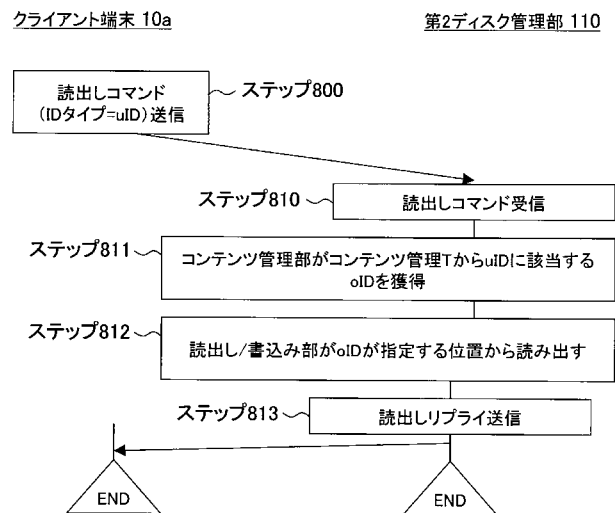 クライアント端末 10a
第2ディスク管理部 110
読出しコマンド
(IDタイプ=uID)送信
ステップ800
ステップ810
読出しコマンド受信
ステップ811
コンテンツ管理部がコンテンツ管理TからuIDに該当する
oIDを獲得
ステップ812
読出し/書込み部がoIDが指定する位置から読み出す
ステップ813
読出しリプライ送信
END
END